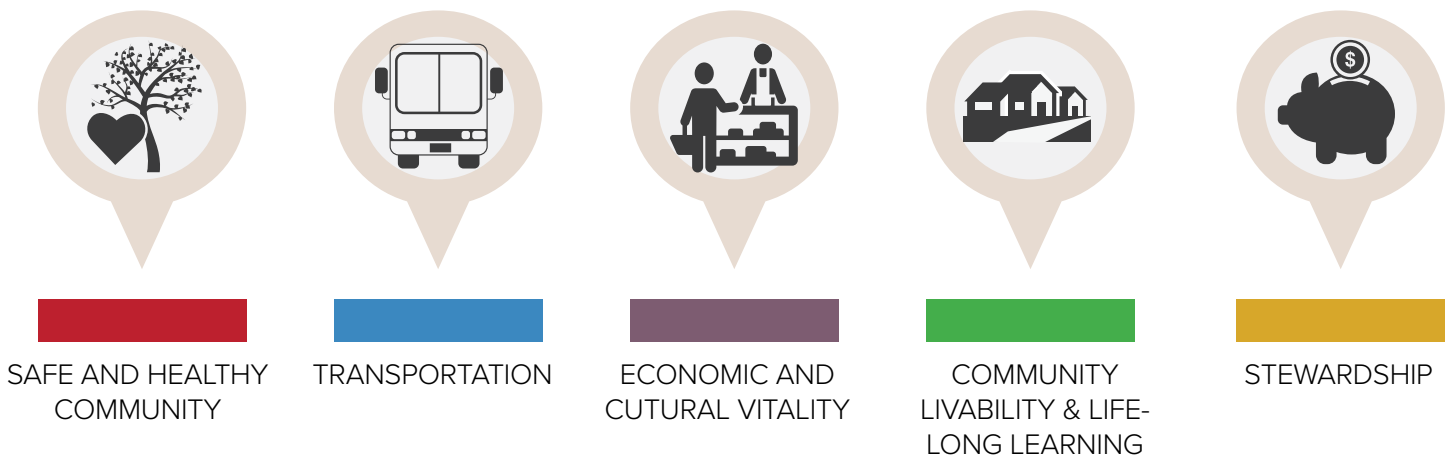 $
SAFE AND HEALTHY
COMMUNITY
TRANSPORTATION
ECONOMIC AND
CUTURAL VITALITY
COMMUNITY
LIVABILITY & LIFE-
LONG LEARNING
STEWARDSHIP